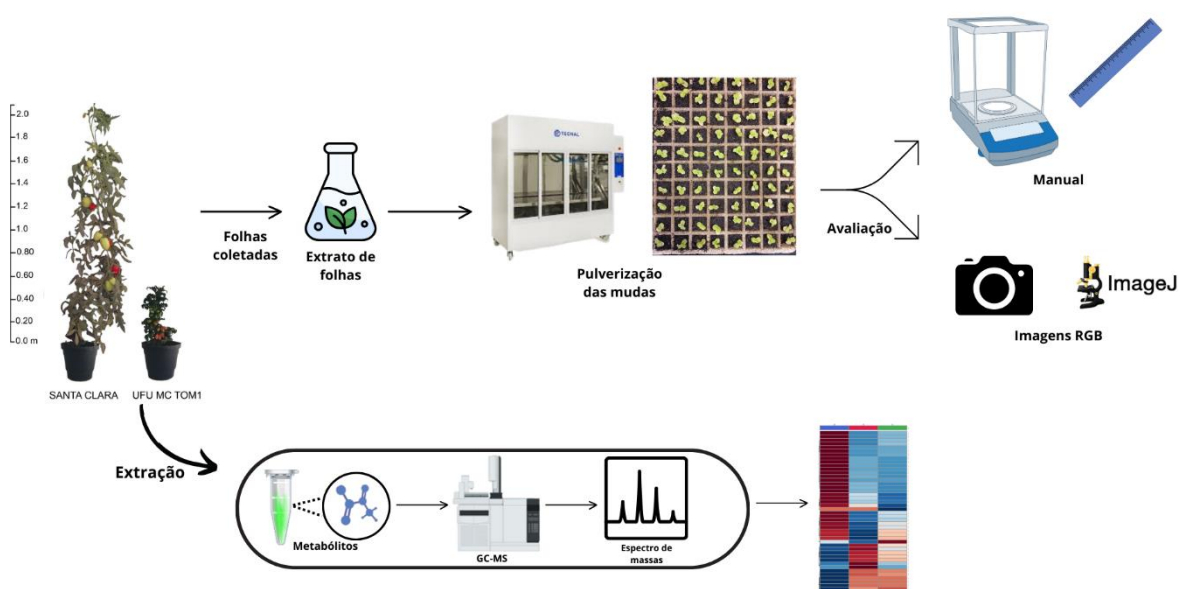 2.0
1.8
1.6
1.4
1.2
1.0
0.80
0.60
0.40
0.20
0.0 m
SANTA CLARA
UFU MC TOM1
Folhas
coletadas
Extrato de
folhas
TECNAL
Pulverização
das mudas
Avaliação
Manual
ImageJ
Imagens RGB
Extração
Metabólitos
GC-MS
Espectro de
massas